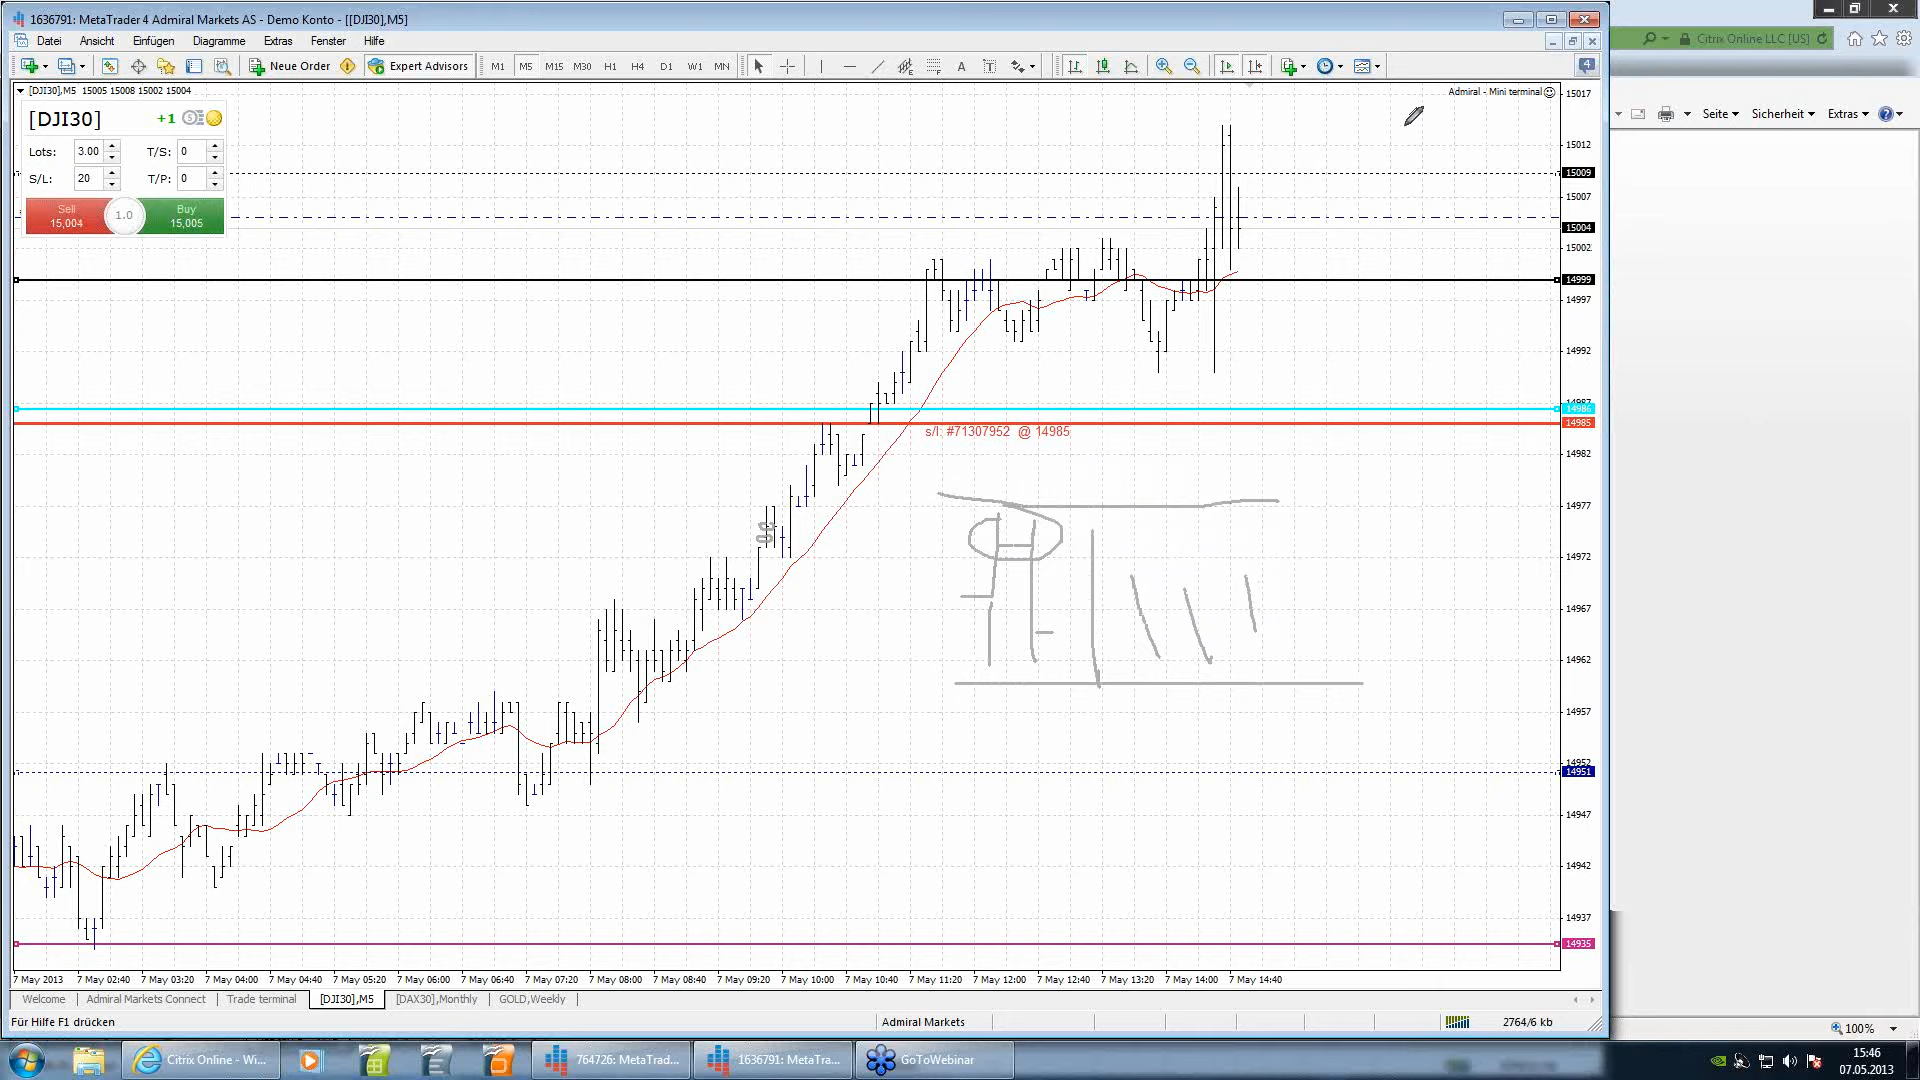 1636791: MetaTrader 4 Admiral Markets AS - Demo Konto - [[DJI30],M5]
Citrix Online LLC [US]
Datei Ansicht Einfügen Diagramme Extras Fenster Hilfe
Neue Order Expert Advisors M1 M5 M15 M30 H1 H4 D1 W1 MN A T 4
[DJI30],M5 15005 15008 15002 15004
Admiral - Mini terminal
Seite Sicherheit Extras
[DJI30] +1
Lots: 3.00 T/S: 0
S/L: 20 T/P: 0
Sell 1.0 Buy
15,004 15,005
15017
15012
15009
15007
15004
15002
14999
14997
14992
14987
14986
14985
s/l: #71307952 @ 14985
14982
14977
14972
14967
14962
14957
14952
14951
14947
14942
14937
14935
7 May 2013 7 May 02:40 7 May 03:20 7 May 04:00 7 May 04:40 7 May 05:20 7 May 06:00 7 May 06:40 7 May 07:20 7 May 08:00 7 May 08:40 7 May 09:20 7 May 10:00 7 May 10:40 7 May 11:20 7 May 12:00 7 May 12:40 7 May 13:20 7 May 14:00 7 May 14:40
Welcome Admiral Markets Connect Trade terminal [DJI30],M5 [DAX30],Monthly GOLD,Weekly
Für Hilfe F1 drücken Admiral Markets 2764/6 kb
100%
Citrix Online - Wi... 764726: MetaTrad... 1636791: MetaTra... GoToWebinar
15:46
07.05.2013